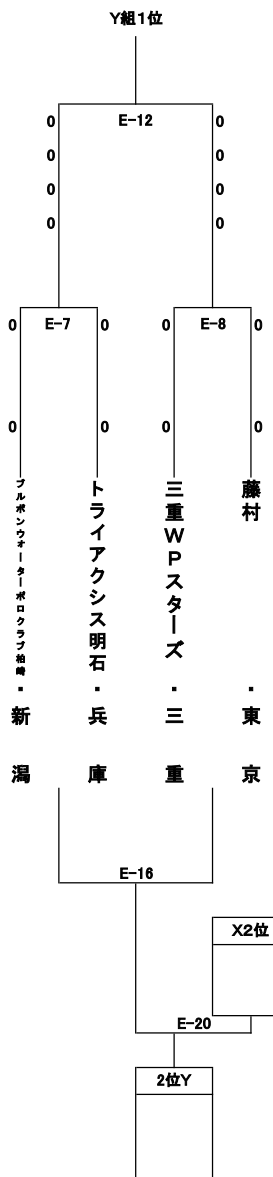 Y組1位
E-12
0 0
0 0
0 0
0 0
0 E-7 0 0 E-8 0
0 0 0 0
ブルボンウォーターポロクラブ柏崎・新潟
トライアクシス明石・兵庫
三重WPスターズ・三重
藤村・東京
E-16
X2位
E-20
2位Y